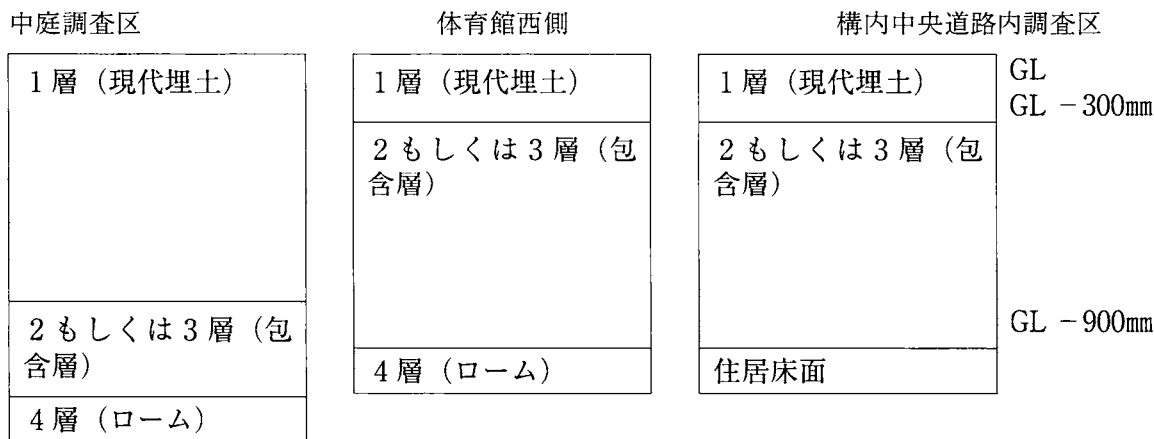 中庭調査区
1層（現代埋土）
2もしくは3層（包
含層）
4層（ローム）
体育館西側
1層（現代埋土）
2もしくは3層（包
含層）
4層（ローム）
構内中央道路内調査区
1層（現代埋土）
2もしくは3層（包
含層）
住居床面
GL
GL －300mm
GL －900mm